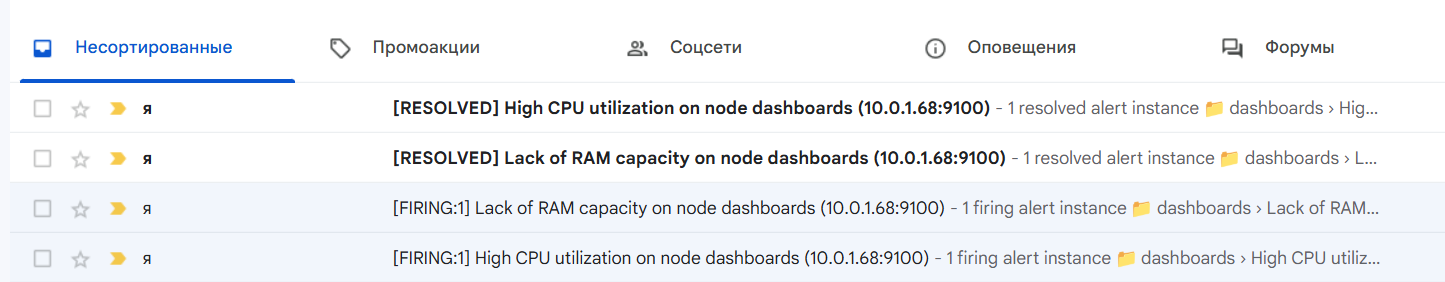 Несортированные Промоакции Соцсети Оповещения Форумы
я [RESOLVED] High CPU utilization on node dashboards (10.0.1.68:9100) - 1 resolved alert instance 📁 dashboards › Hig...
я [RESOLVED] Lack of RAM capacity on node dashboards (10.0.1.68:9100) - 1 resolved alert instance 📁 dashboards › L...
я [FIRING:1] Lack of RAM capacity on node dashboards (10.0.1.68:9100) - 1 firing alert instance 📁 dashboards › Lack of RAM...
я [FIRING:1] High CPU utilization on node dashboards (10.0.1.68:9100) - 1 firing alert instance 📁 dashboards › High CPU utiliz...